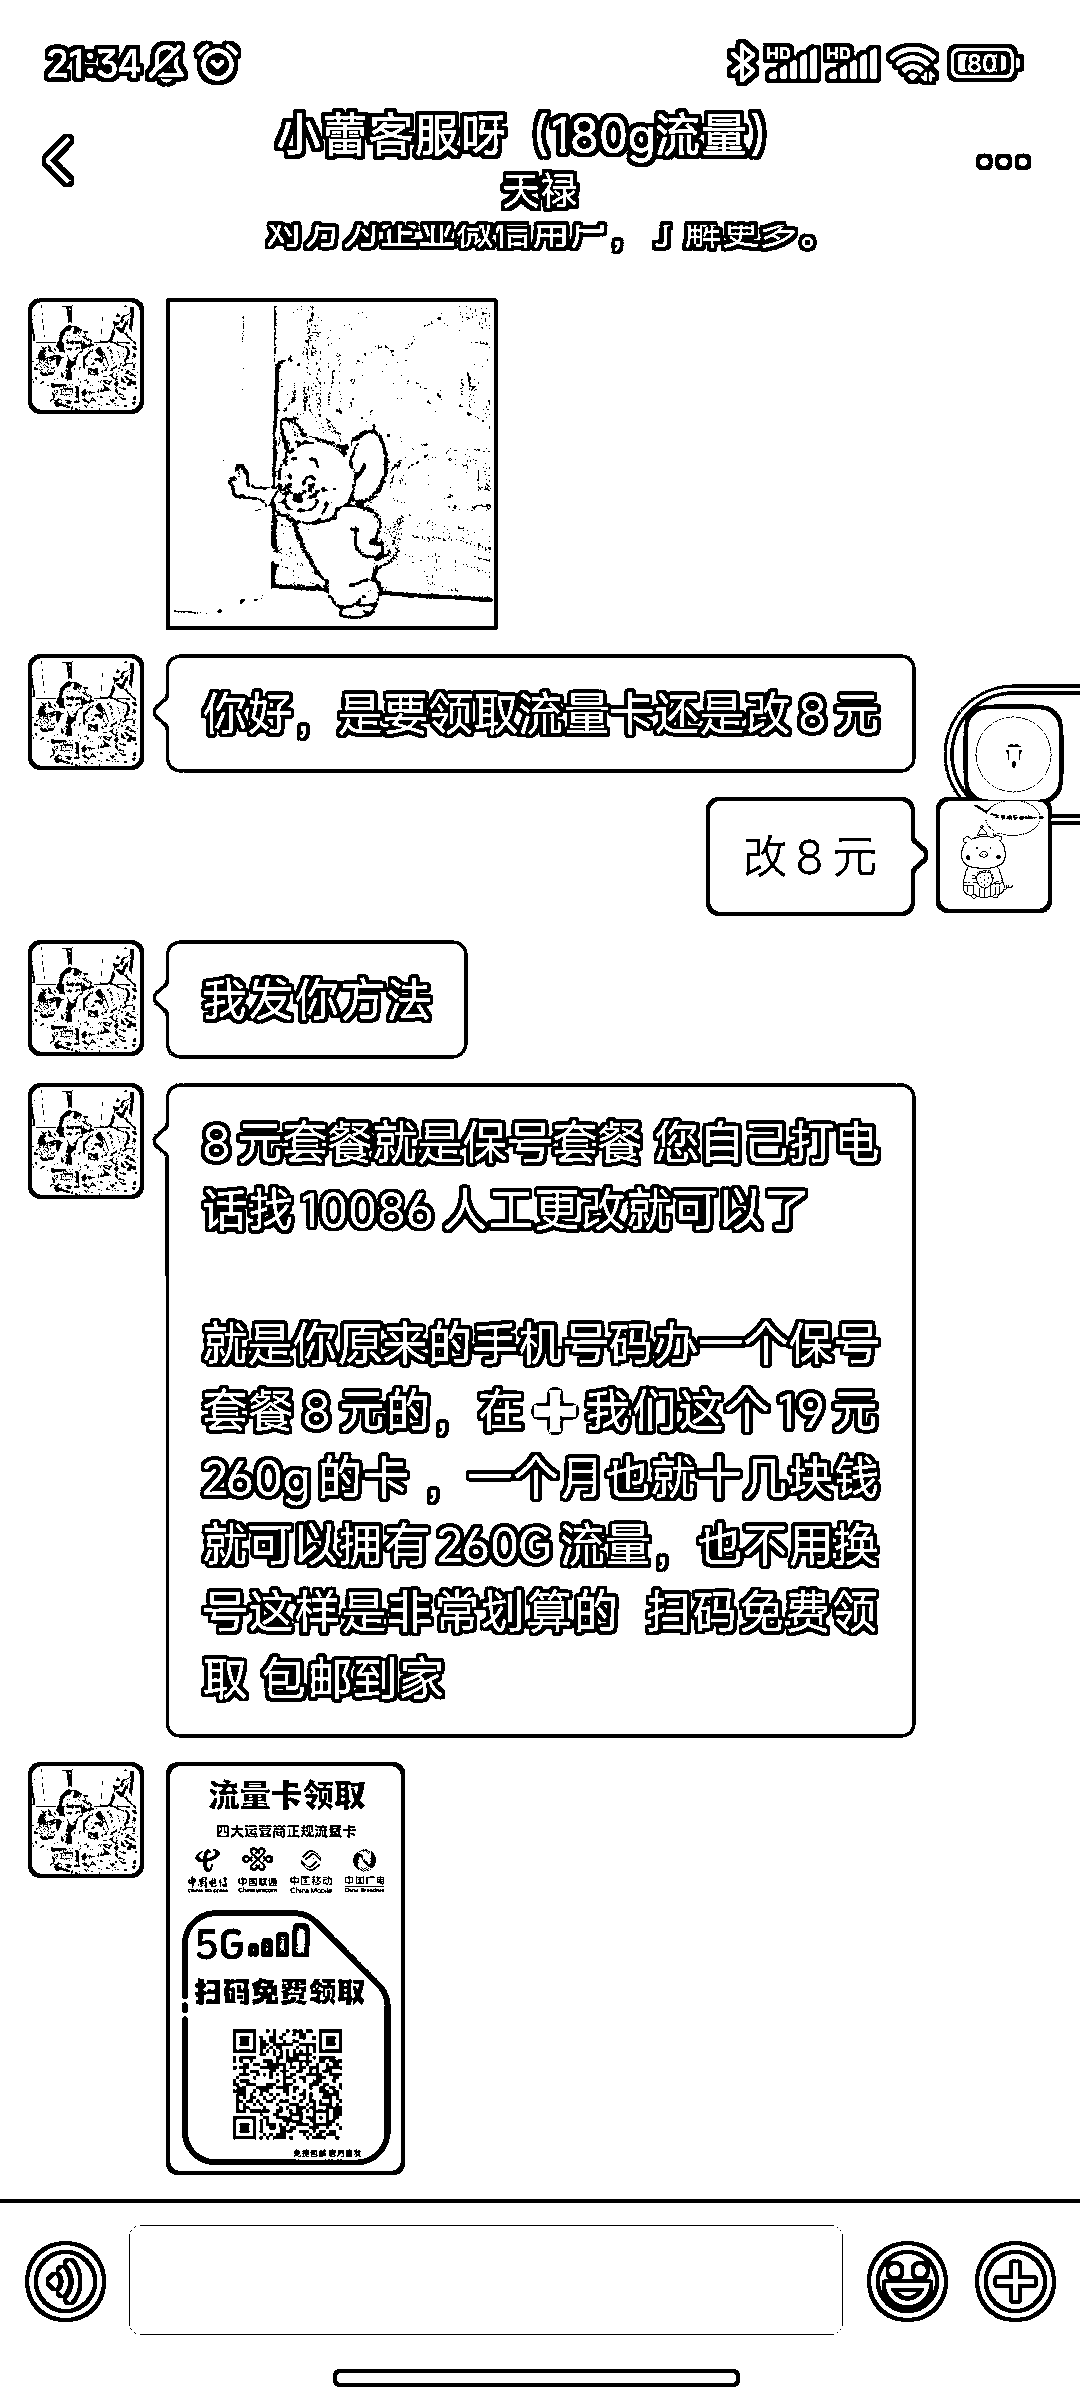 21:34
HD HD 80
小蕾客服呀（180g流量）
天禄
对方为企业微信用户，了解更多。
你好，是要领取流量卡还是改8元
改8元
我发你方法
8元套餐就是保号套餐 您自己打电
话找10086 人工更改就可以了
就是你原来的手机号码办一个保号
套餐8元的，在➕我们这个19元
260g的卡 ，一个月也就十几块钱
就可以拥有260G 流量，也不用换
号这样是非常划算的 扫码免费领
取 包邮到家
流量卡领取
四大运营商正规流量卡
中国电信 中国联通 中国移动 中国广电
China Unicom China Mobile
5G
扫码免费领取